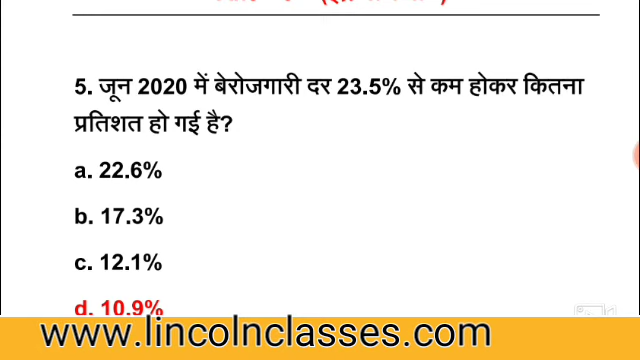 5. जून 2020 में बेरोजगारी दर 23.5% से कम होकर कितना
प्रतिशत हो गई है?
a. 22.6%
b. 17.3%
c. 12.1%
d. 10.9%
www.lincolnclasses.com